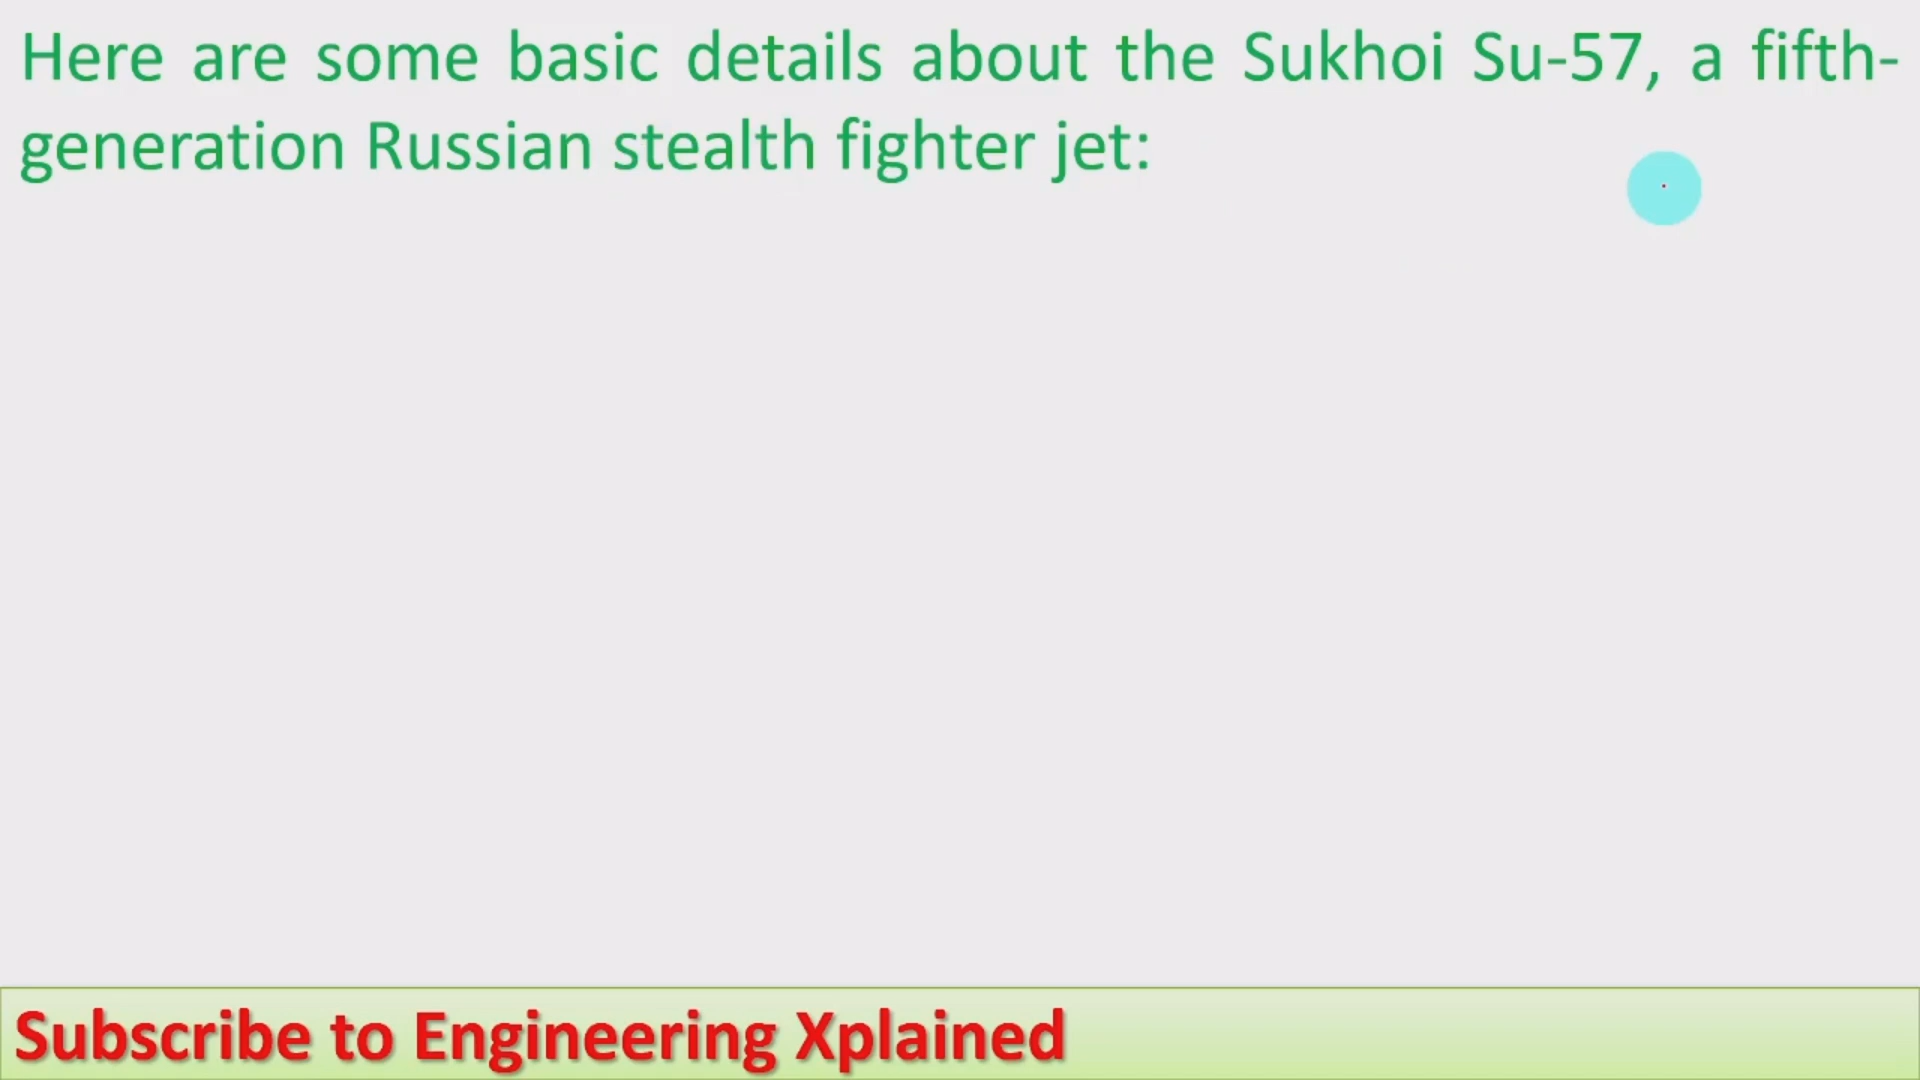 Here are some basic details about the Sukhoi Su-57, a fifth-
generation Russian stealth fighter jet:
Subscribe to Engineering Xplained